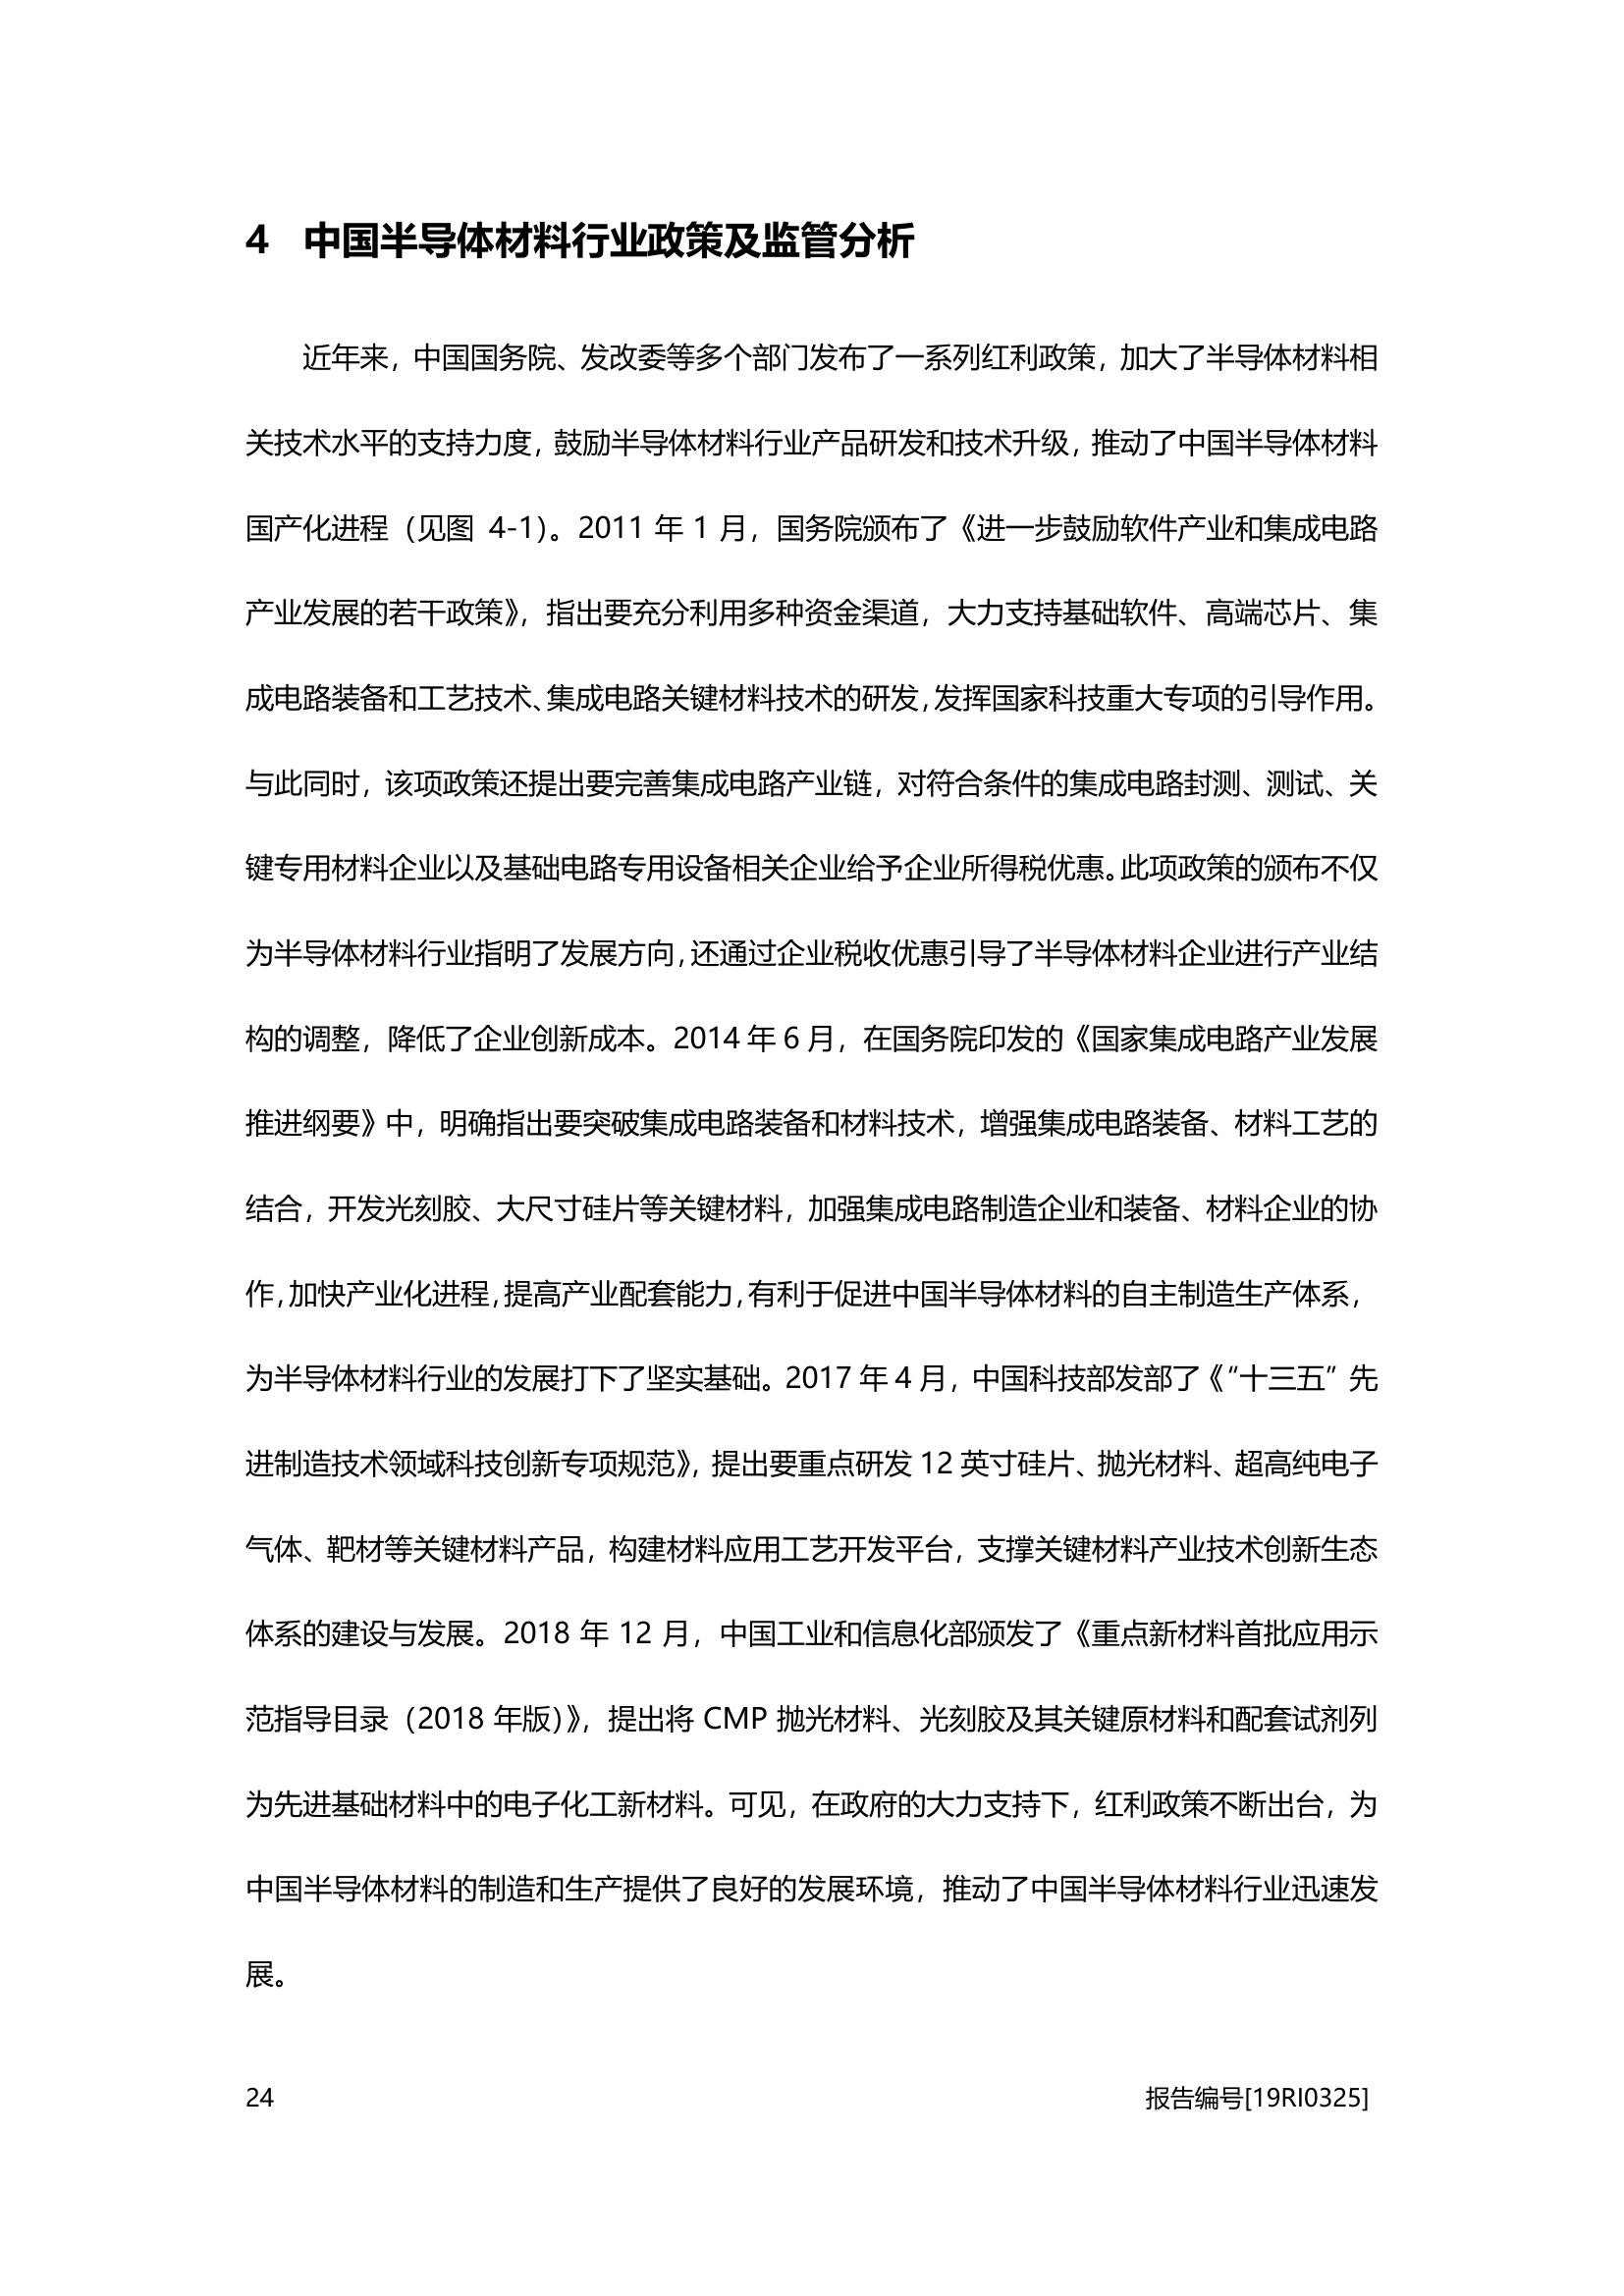 4 中国半导体材料行业政策及监管分析
近年来，中国国务院、发改委等多个部门发布了一系列红利政策，加大了半导体材料相
关技术水平的支持力度，鼓励半导体材料行业产品研发和技术升级，推动了中国半导体材料
国产化进程（见图 4-1）。2011 年 1 月，国务院颁布了《进一步鼓励软件产业和集成电路
产业发展的若干政策》，指出要充分利用多种资金渠道，大力支持基础软件、高端芯片、集
成电路装备和工艺技术、集成电路关键材料技术的研发，发挥国家科技重大专项的引导作用。
与此同时，该项政策还提出要完善集成电路产业链，对符合条件的集成电路封测、测试、关
键专用材料企业以及基础电路专用设备相关企业给予企业所得税优惠。此项政策的颁布不仅
为半导体材料行业指明了发展方向，还通过企业税收优惠引导了半导体材料企业进行产业结
构的调整，降低了企业创新成本。2014 年 6 月，在国务院印发的《国家集成电路产业发展
推进纲要》中，明确指出要突破集成电路装备和材料技术，增强集成电路装备、材料工艺的
结合，开发光刻胶、大尺寸硅片等关键材料，加强集成电路制造企业和装备、材料企业的协
作，加快产业化进程，提高产业配套能力，有利于促进中国半导体材料的自主制造生产体系，
为半导体材料行业的发展打下了坚实基础。2017 年 4 月，中国科技部发部了《“十三五”先
进制造技术领域科技创新专项规范》，提出要重点研发 12 英寸硅片、抛光材料、超高纯电子
气体、靶材等关键材料产品，构建材料应用工艺开发平台，支撑关键材料产业技术创新生态
体系的建设与发展。2018 年 12 月，中国工业和信息化部颁发了《重点新材料首批应用示
范指导目录（2018 年版）》，提出将 CMP 抛光材料、光刻胶及其关键原材料和配套试剂列
为先进基础材料中的电子化工新材料。可见，在政府的大力支持下，红利政策不断出台，为
中国半导体材料的制造和生产提供了良好的发展环境，推动了中国半导体材料行业迅速发
展。
24 报告编号[19RI0325]